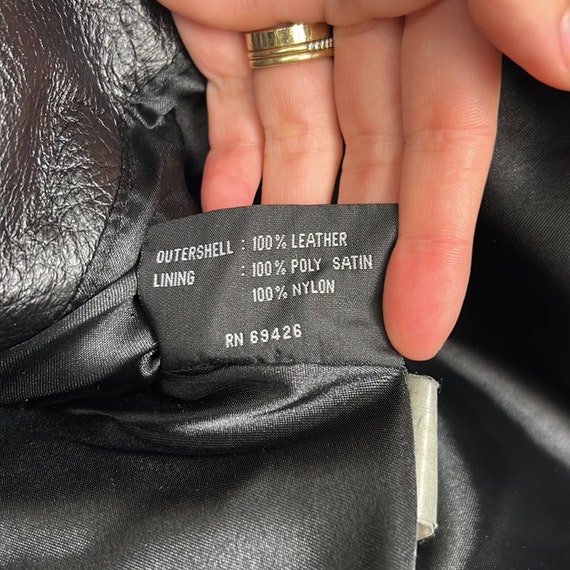 OUTERSHELL : 100% LEATHER
LINING : 100% POLY SATIN
100% NYLON
RN 69426